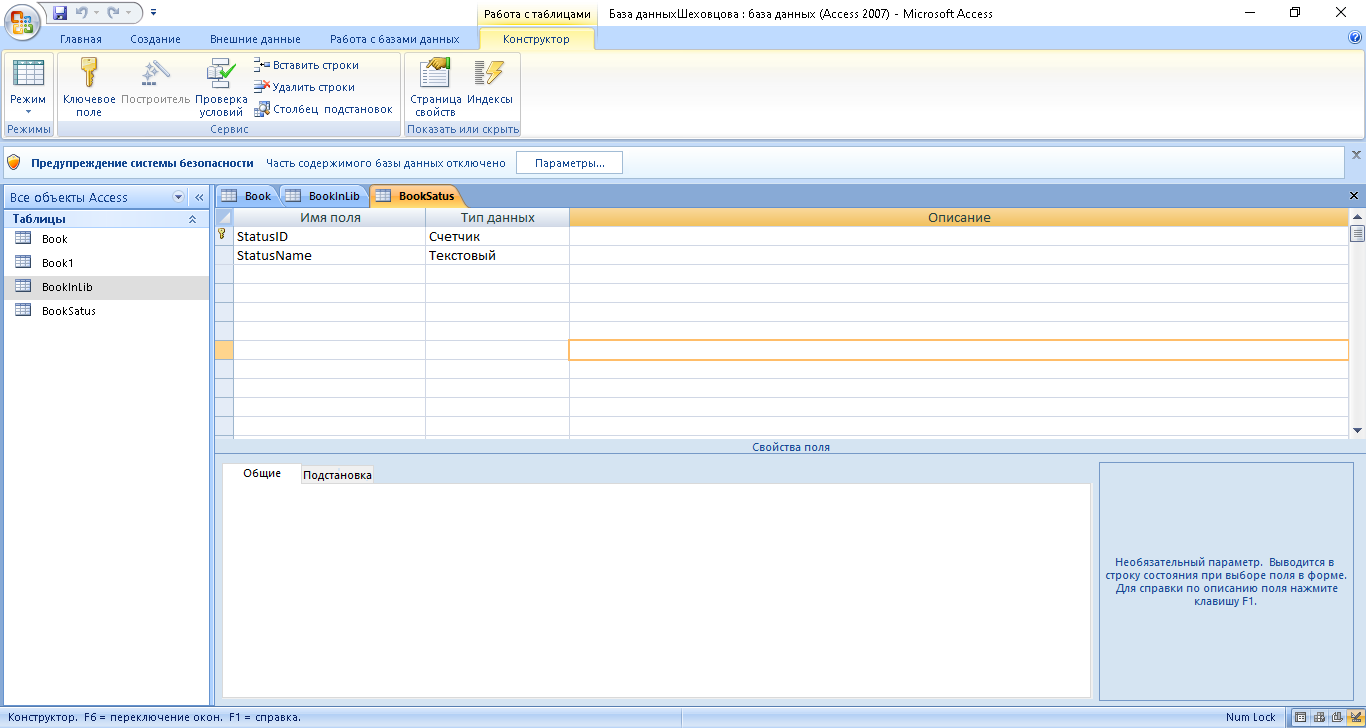 Работа с таблицами
База данныхШеховцова : база данных (Access 2007) - Microsoft Access
Главная
Создание
Внешние данные
Работа с базами данных
Конструктор
Режим
Ключевое поле
Построитель
Проверка условий
Вставить строки
Удалить строки
Столбец подстановок
Страница свойств
Индексы
Режимы
Сервис
Показать или скрыть
Предупреждение системы безопасности
Часть содержимого базы данных отключено
Параметры...
Все объекты Access
«
Таблицы
Book
Book1
BookInLib
BookSatus
Book
BookInLib
BookSatus
Имя поля
Тип данных
Описание
StatusID
Счетчик
StatusName
Текстовый
Свойства поля
Общие
Подстановка
Необязательный параметр. Выводится в
строку состояния при выборе поля в форме.
Для справки по описанию поля нажмите
клавишу F1.
Конструктор. F6 = переключение окон. F1 = справка.
Num Lock